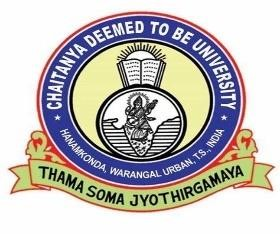 CHAITANYA DEEMED TO BE UNIVERSITY
HANAMKONDA, WARANGAL URBAN, T.S., INDIA
THAMA SOMA JYOTHIRGAMAYA